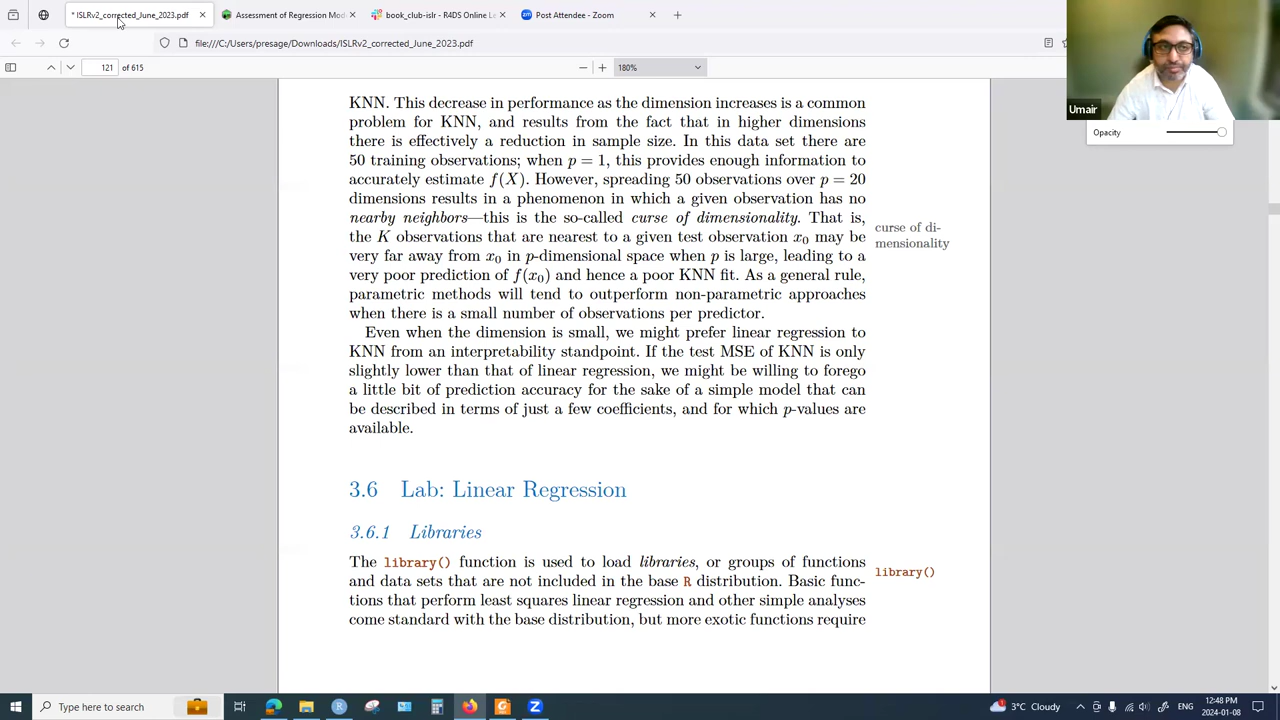 * ISLRv2_corrected_June_2023.pdf
Assessment of Regression Mode
book_club-islr - R4DS Online Le
Post Attendee - Zoom
file:///C:/Users/presage/Downloads/ISLRv2_corrected_June_2023.pdf
121 of 615
180%
Umair
Opacity
KNN. This decrease in performance as the dimension increases is a common
problem for KNN, and results from the fact that in higher dimensions
there is effectively a reduction in sample size. In this data set there are
50 training observations; when p = 1, this provides enough information to
accurately estimate f(X). However, spreading 50 observations over p = 20
dimensions results in a phenomenon in which a given observation has no
nearby neighbors—this is the so-called curse of dimensionality. That is,
the K observations that are nearest to a given test observation x0 may be
very far away from x0 in p-dimensional space when p is large, leading to a
very poor prediction of f(x0) and hence a poor KNN fit. As a general rule,
parametric methods will tend to outperform non-parametric approaches
when there is a small number of observations per predictor.
curse of di-
mensionality
Even when the dimension is small, we might prefer linear regression to
KNN from an interpretability standpoint. If the test MSE of KNN is only
slightly lower than that of linear regression, we might be willing to forego
a little bit of prediction accuracy for the sake of a simple model that can
be described in terms of just a few coefficients, and for which p-values are
available.
3.6 Lab: Linear Regression
3.6.1 Libraries
The library() function is used to load libraries, or groups of functions
and data sets that are not included in the base R distribution. Basic func-
tions that perform least squares linear regression and other simple analyses
come standard with the base distribution, but more exotic functions require
library()
Type here to search
3°C Cloudy
ENG
12:48 PM
2024-01-08